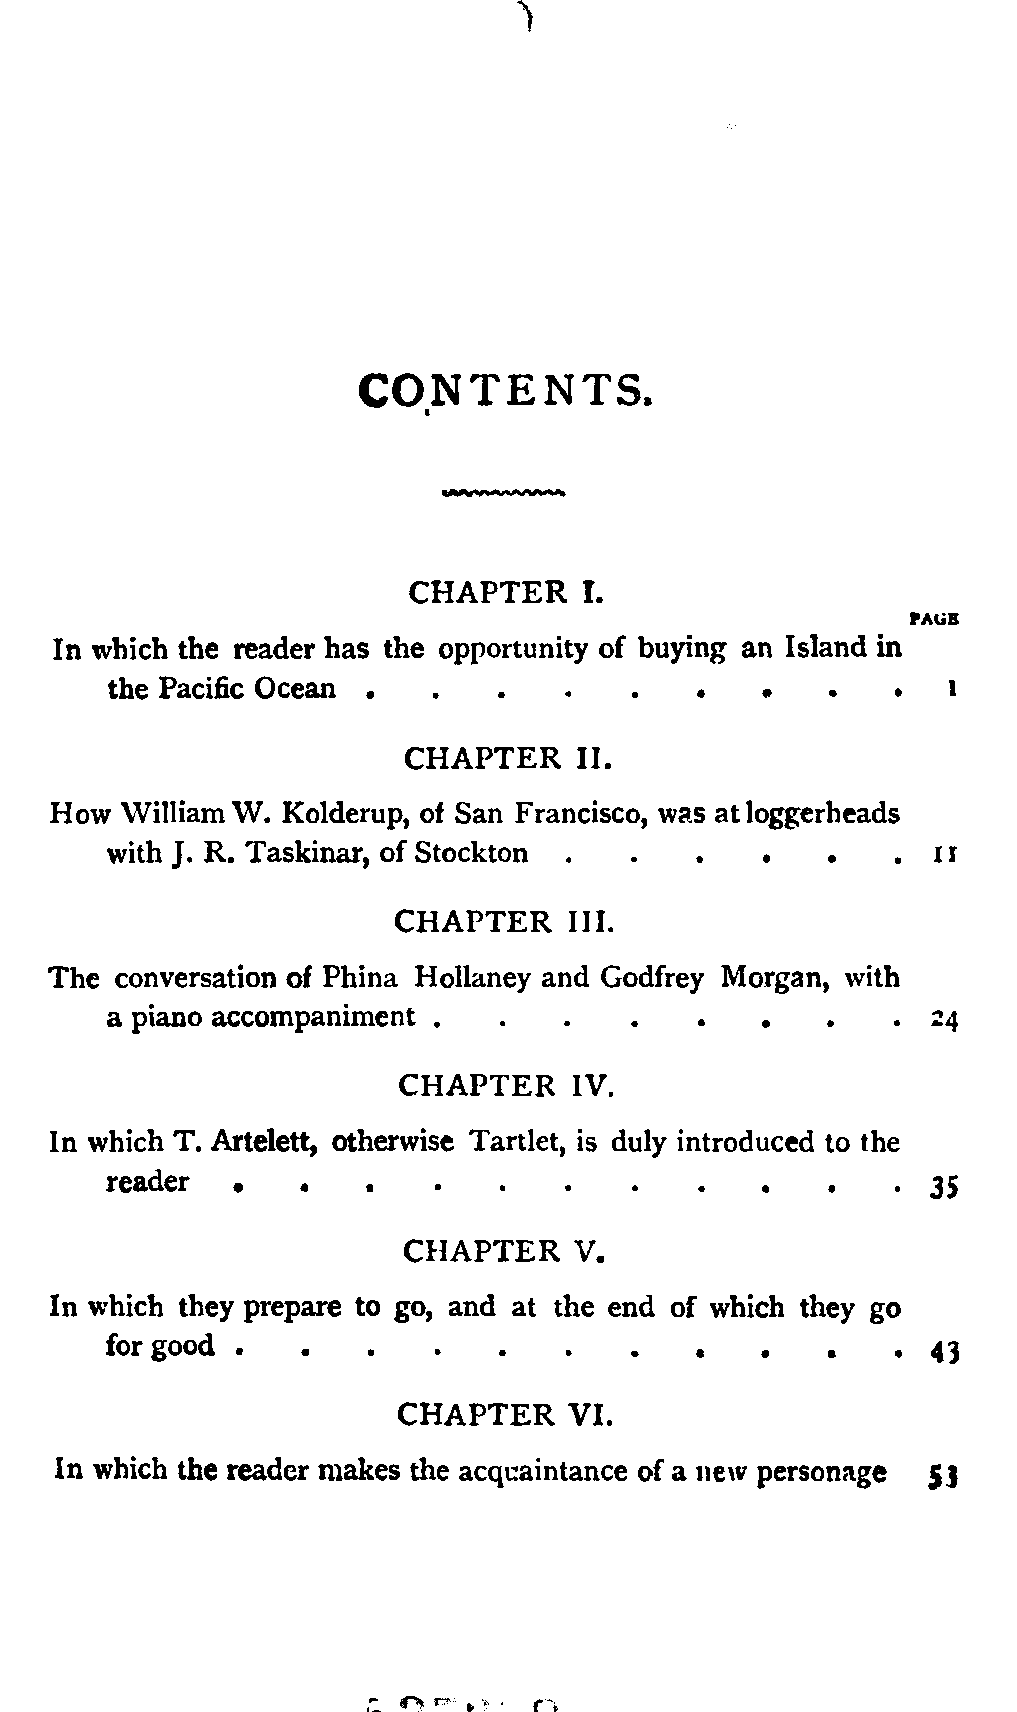 CONTENTS.
CHAPTER I.
PAGE
In which the reader has the opportunity of buying an Island in
the Pacific Ocean . . . . . . . . . 1
CHAPTER II.
How William W. Kolderup, of San Francisco, was at loggerheads
with J. R. Taskinar, of Stockton . . . . . . 11
CHAPTER III.
The conversation of Phina Hollaney and Godfrey Morgan, with
a piano accompaniment . . . . . . . . 24
CHAPTER IV.
In which T. Artelett, otherwise Tartlet, is duly introduced to the
reader . . . . . . . . . . . 35
CHAPTER V.
In which they prepare to go, and at the end of which they go
for good . . . . . . . . . . . 43
CHAPTER VI.
In which the reader makes the acquaintance of a new personage 53